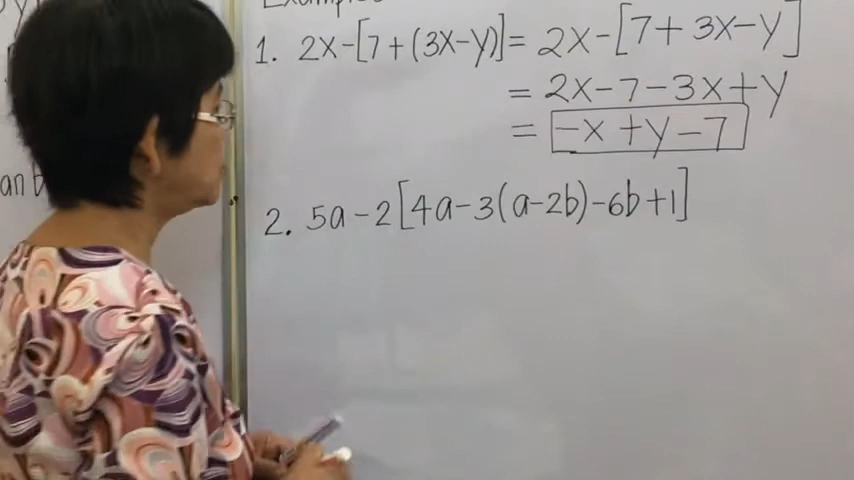 Examples
1. 2x-[7+(3x-y)] = 2x-[7+3x-y]
= 2x-7-3x+y
= -x+y-7
2. 5a-2[4a-3(a-2b)-6b+1]